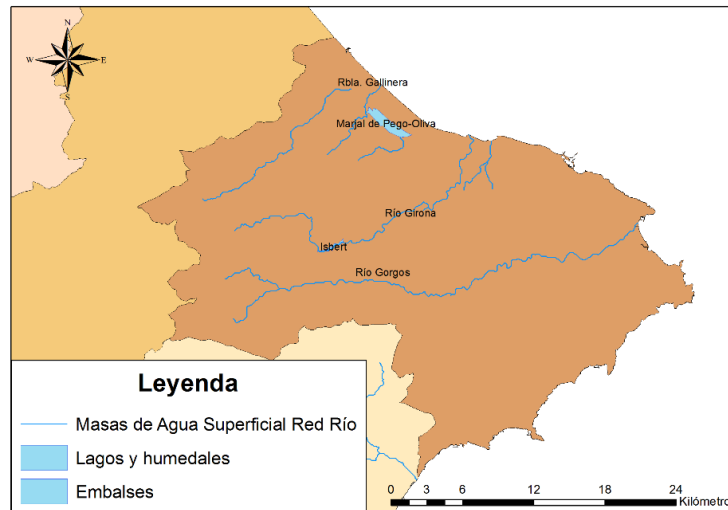 N
W E
S
Rbla. Gallinera
Marjal de Pego-Oliva
Río Girona
Isbert
Río Gorgos
Leyenda
Masas de Agua Superficial Red Río
Lagos y humedales
Embalses
0 3 6 12 18 24
Kilómetro